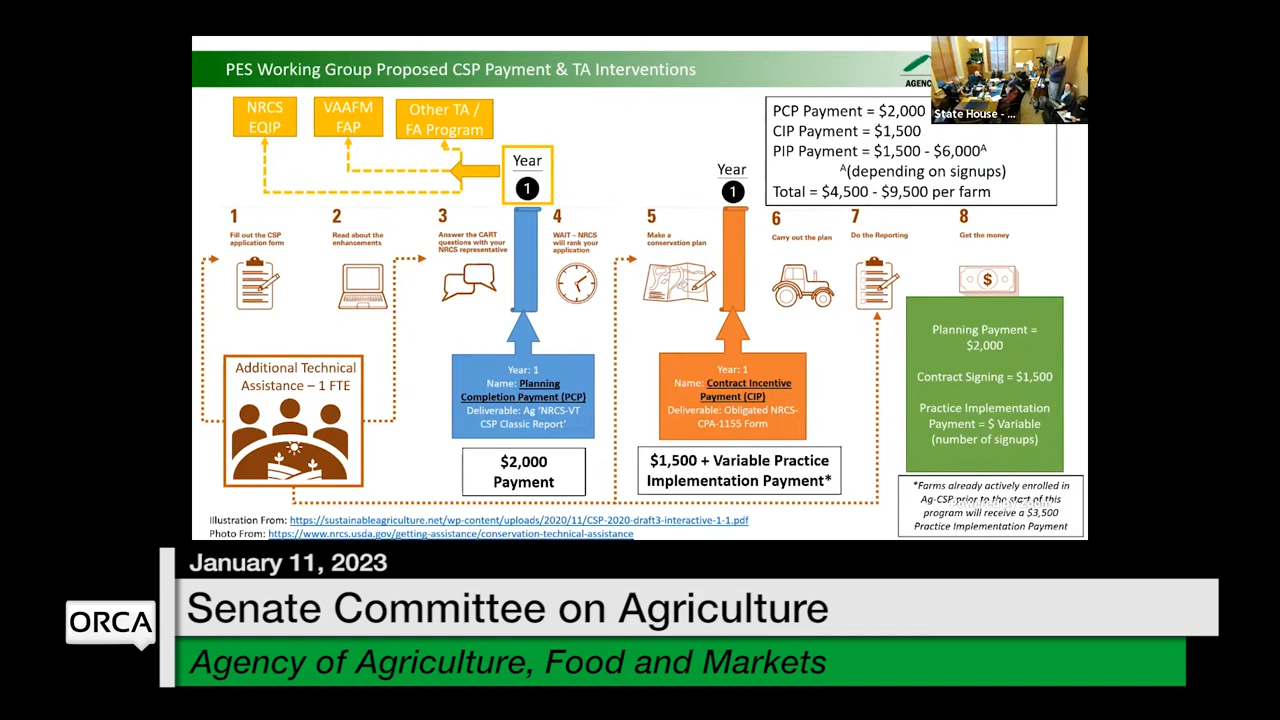 PES Working Group Proposed CSP Payment & TA Interventions
AGENC
State House - ...
NRCS
EQIP
VAAFM
FAP
Other TA /
FA Program
Year
1
Year
1
PCP Payment = $2,000
CIP Payment = $1,500
PIP Payment = $1,500 - $6,000A
A(depending on signups)
Total = $4,500 - $9,500 per farm
1
Fill out the CSP
application form
2
Read about the
enhancements
3
Answer the CART
questions with your
NRCS representative
4
WAIT – NRCS
will rank your
application
5
Make a
conservation plan
6
Carry out the plan
7
Do the Reporting
8
Get the money
$
Additional Technical
Assistance – 1 FTE
Year: 1
Name: Planning
Completion Payment (PCP)
Deliverable: Ag ‘NRCS-VT
CSP Classic Report’
$2,000
Payment
Year: 1
Name: Contract Incentive
Payment (CIP)
Deliverable: Obligated NRCS-
CPA-1155 Form
$1,500 + Variable Practice
Implementation Payment*
Planning Payment =
$2,000
Contract Signing = $1,500
Practice Implementation
Payment = $ Variable
(number of signups)
*Farms already actively enrolled in
Ag-CSP prior to the start of this
program will receive a $3,500
Practice Implementation Payment
Illustration From: https://sustainableagriculture.net/wp-content/uploads/2020/11/CSP-2020-draft3-interactive-1-1.pdf
Photo From: https://www.nrcs.usda.gov/getting-assistance/conservation-technical-assistance
January 11, 2023
ORCA
Senate Committee on Agriculture
Agency of Agriculture, Food and Markets